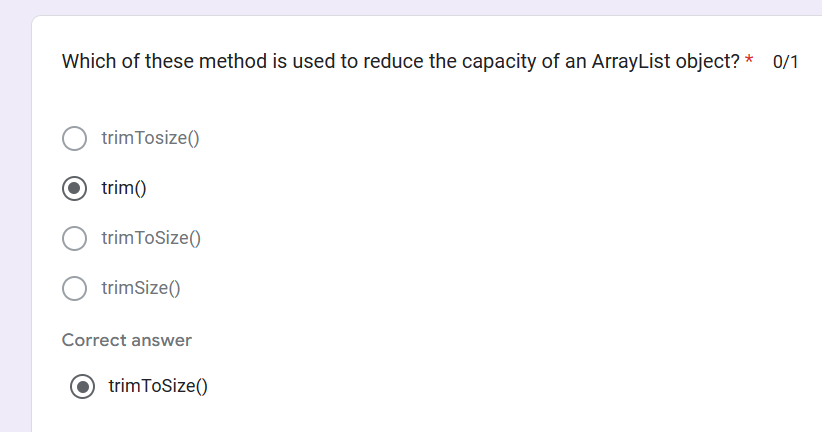 Which of these method is used to reduce the capacity of an ArrayList object? * 0/1
trimTosize()
trim()
trimToSize()
trimSize()
Correct answer
trimToSize()